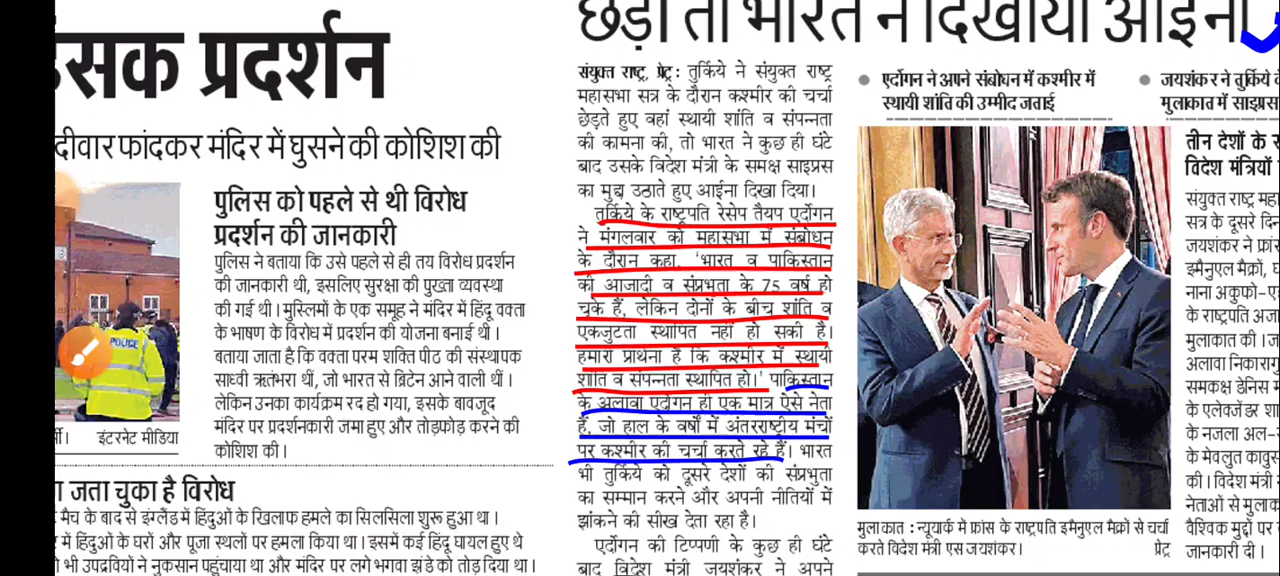 प्रदर्शन
दीवार फांदकर मंदिर में घुसने की कोशिश की
POLICE
इंटरनेट मीडिया
पुलिस को पहले से थी विरोध
प्रदर्शन की जानकारी
पुलिस ने बताया कि उसे पहले से ही तय विरोध प्रदर्शन
की जानकारी थी, इसलिए सुरक्षा की पुख्ता व्यवस्था
की गई थी। मुस्लिमों के एक समूह ने मंदिर में हिंदू वक्ता
के भाषण के विरोध में प्रदर्शन की योजना बनाई थी।
बताया जाता है कि वक्ता परम शक्ति पीठ की संस्थापक
साध्वी ऋतंभरा थीं, जो भारत से ब्रिटेन आने वाली थीं।
लेकिन उनका कार्यक्रम रद हो गया, इसके बावजूद
मंदिर पर प्रदर्शनकारी जमा हुए और तोड़फोड़ करने की
कोशिश की।
जता चुका है विरोध
मैच के बाद से इंग्लैंड में हिंदुओं के खिलाफ हमले का सिलसिला शुरू हुआ था।
में हिंदुओं के घरों और पूजा स्थलों पर हमला किया था। इसमें कई हिंदू घायल हुए थे
भी उपद्रवियों ने नुकसान पहुंचाया था और मंदिर पर लगे भगवा झंडे को तोड़ दिया था।
छेड़ा तो भारत ने दिखाया आईना
संयुक्त राष्ट्र, प्रेट्र : तुर्किये ने संयुक्त राष्ट्र
महासभा सत्र के दौरान कश्मीर की चर्चा
छेड़ते हुए वहां स्थायी शांति व संपन्नता
की कामना की, तो भारत ने कुछ ही घंटे
बाद उसके विदेश मंत्री के समक्ष साइप्रस
का मुद्दा उठाते हुए आईना दिखा दिया।
तुर्किये के राष्ट्रपति रेसेप तैयप एर्दोगन
ने मंगलवार को महासभा में संबोधन
के दौरान कहा, 'भारत व पाकिस्तान
की आजादी व संप्रभुता के 75 वर्ष हो
चुके हैं, लेकिन दोनों के बीच शांति व
एकजुटता स्थापित नहीं हो सकी है।
हमारी प्रार्थना है कि कश्मीर में स्थायी
शांति व संपन्नता स्थापित हो।' पाकिस्तान
के अलावा एर्दोगन ही एक मात्र ऐसे नेता
हैं, जो हाल के वर्षों में अंतरराष्ट्रीय मंचों
पर कश्मीर की चर्चा करते रहे हैं। भारत
भी तुर्किये को दूसरे देशों की संप्रभुता
का सम्मान करने और अपनी नीतियों में
झांकने की सीख देता रहा है।
एर्दोगन की टिप्पणी के कुछ ही घंटे
बाद विदेश मंत्री जयशंकर ने अपने
एर्दोगन ने अपने संबोधन में कश्मीर में
स्थायी शांति की उम्मीद जताई
जयशंकर ने तुर्किये
मुलाकात में
मुलाकात : न्यूयार्क में फ्रांस के राष्ट्रपति इमैनुएल मैक्रों से चर्चा
करते विदेश मंत्री एस जयशंकर। प्रेट्र
तीन देशों के
विदेश मंत्रियों
संयुक्त राष्ट्र
सत्र के दूसरे
जयशंकर ने
इमैनुएल मैक्रों,
नाना
के राष्ट्रपति
मुलाकात की।
अलावा
समकक्ष डेनिस
के एलेक्जेंडर
के नजला
के मेवलुत
की। विदेश मंत्री
नेताओं से
वैश्विक मुद्दों पर
जानकारी दी।